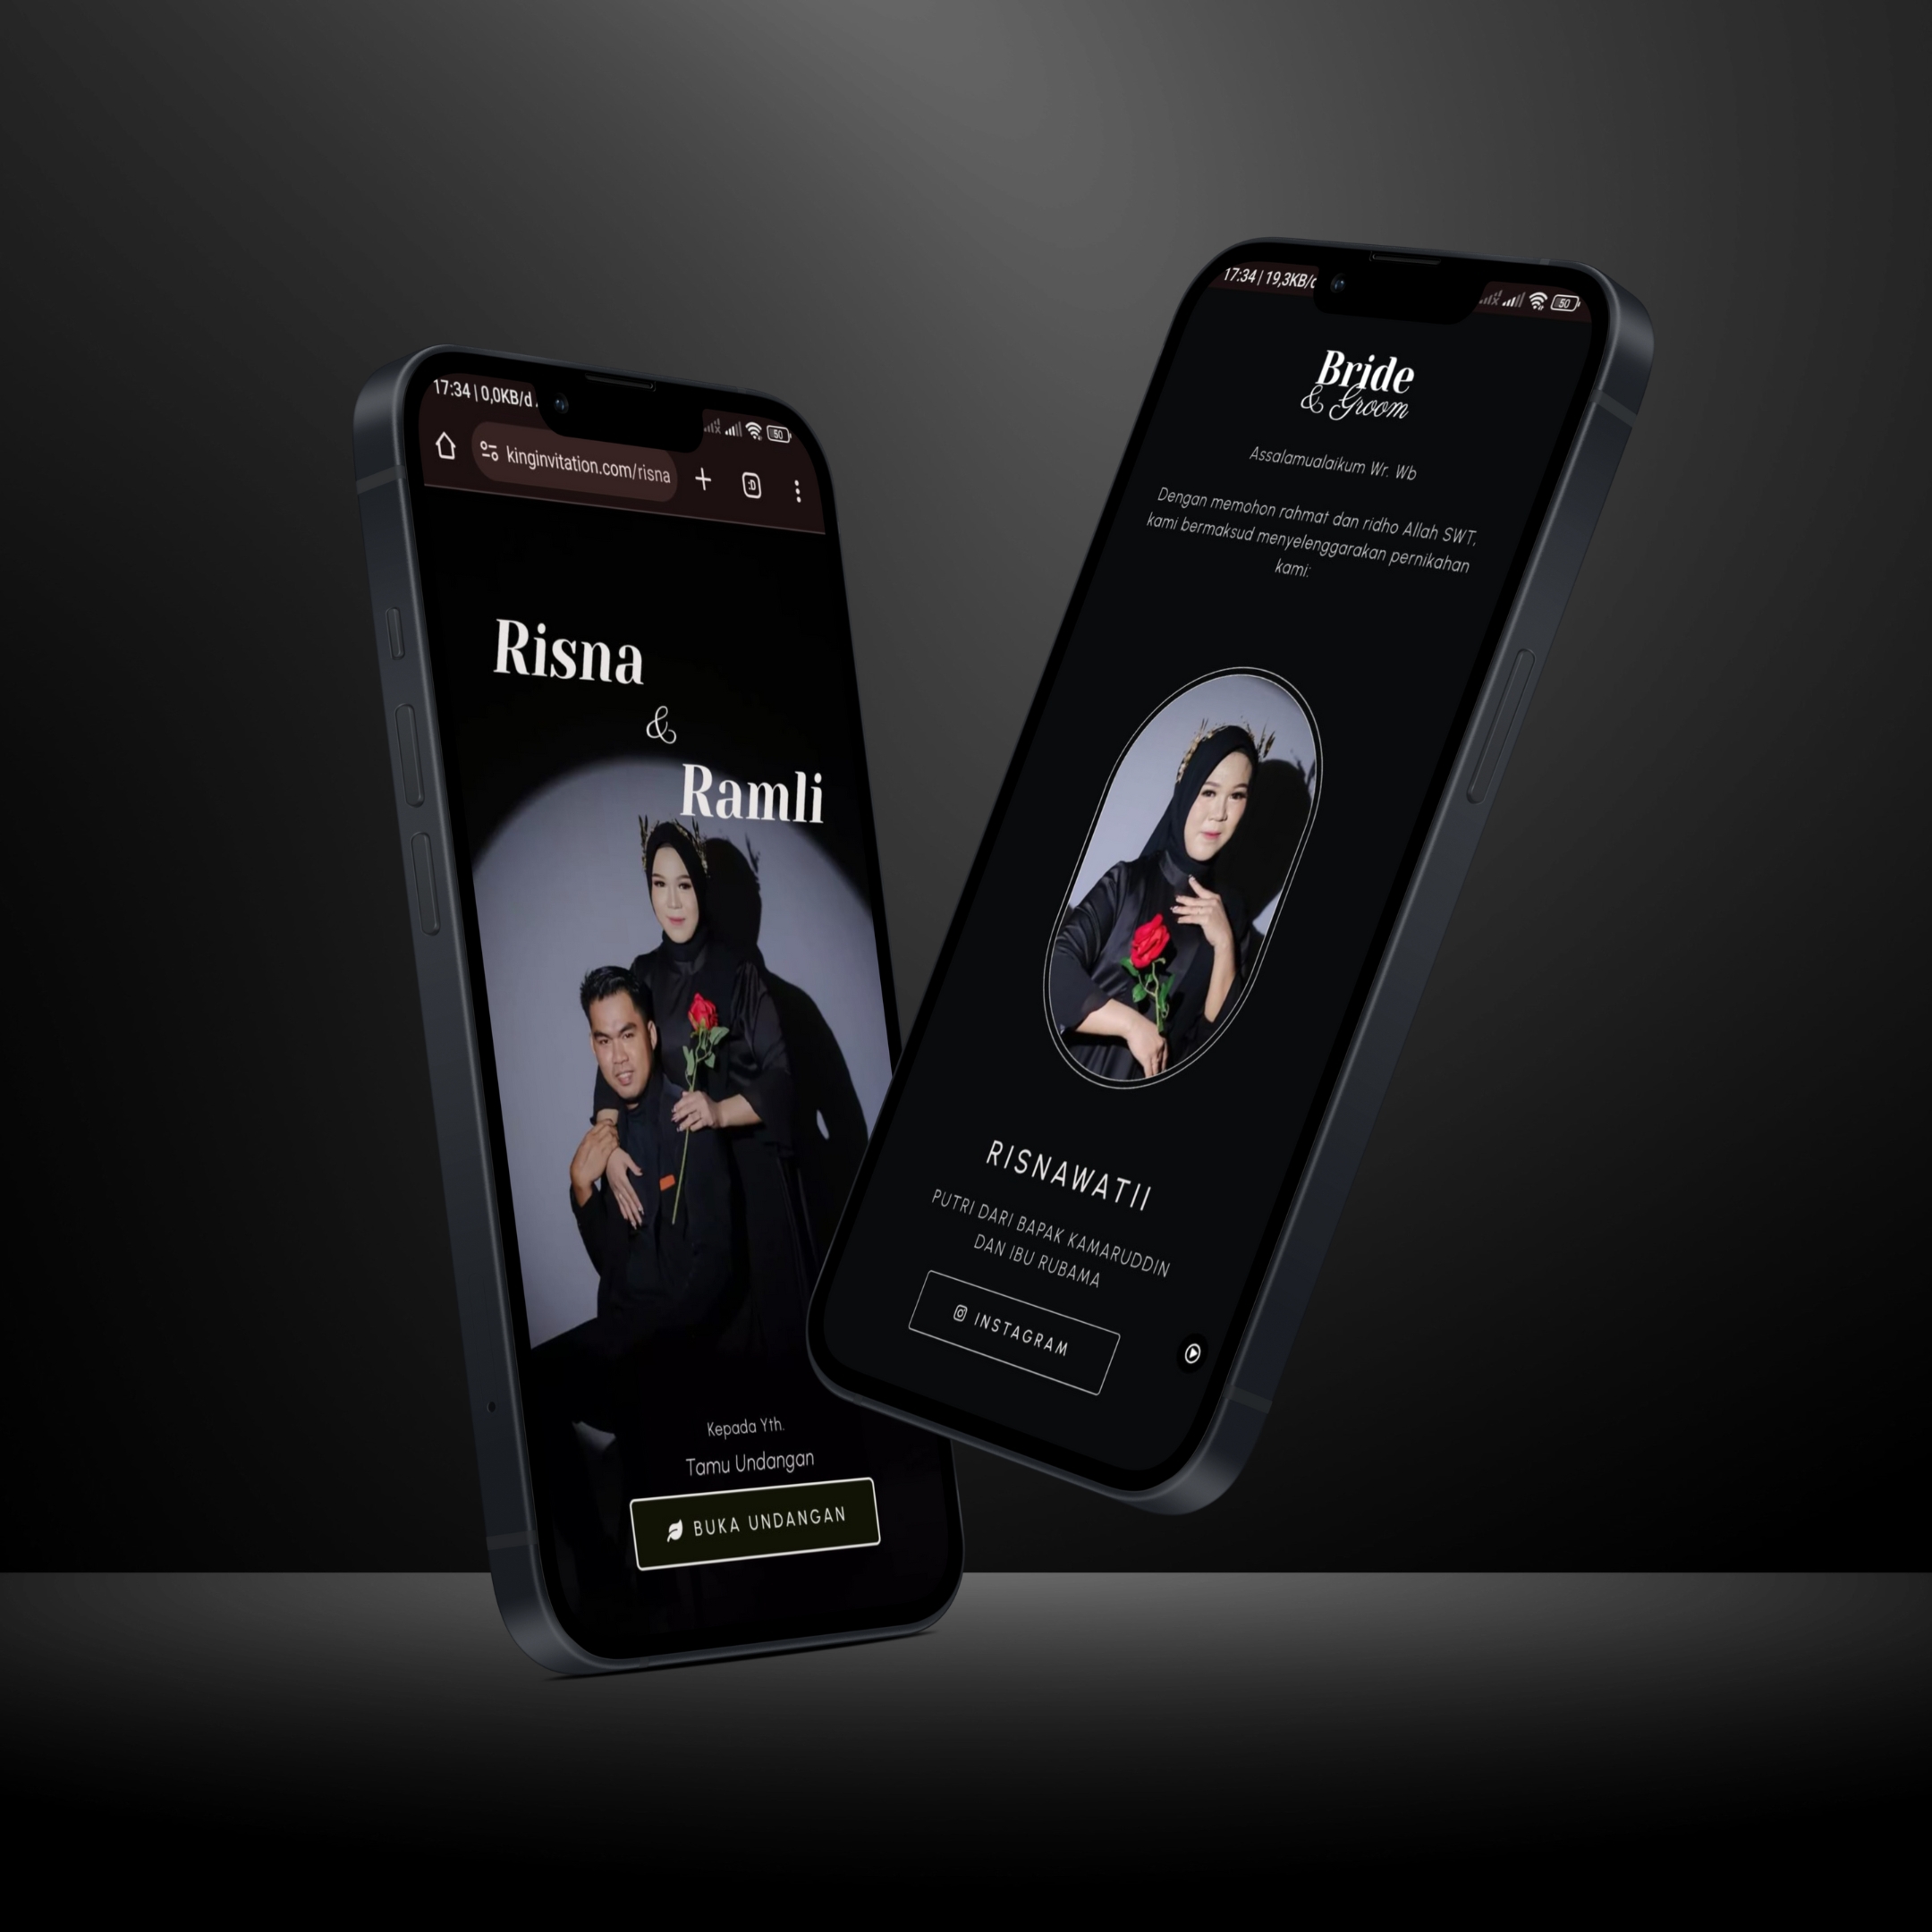 17:34 | 0,0KB/d
50
kinginvitation.com/risna
:D
Risna
&
Ramli
Kepada Yth.
Tamu Undangan
BUKA UNDANGAN
17:34 | 19,3KB/d
50
Bride
& Groom
Assalamualaikum Wr. Wb
Dengan memohon rahmat dan ridho Allah SWT,
kami bermaksud menyelenggarakan pernikahan
kami:
RISNAWATII
PUTRI DARI BAPAK KAMARUDDIN
DAN IBU RUBAMA
INSTAGRAM